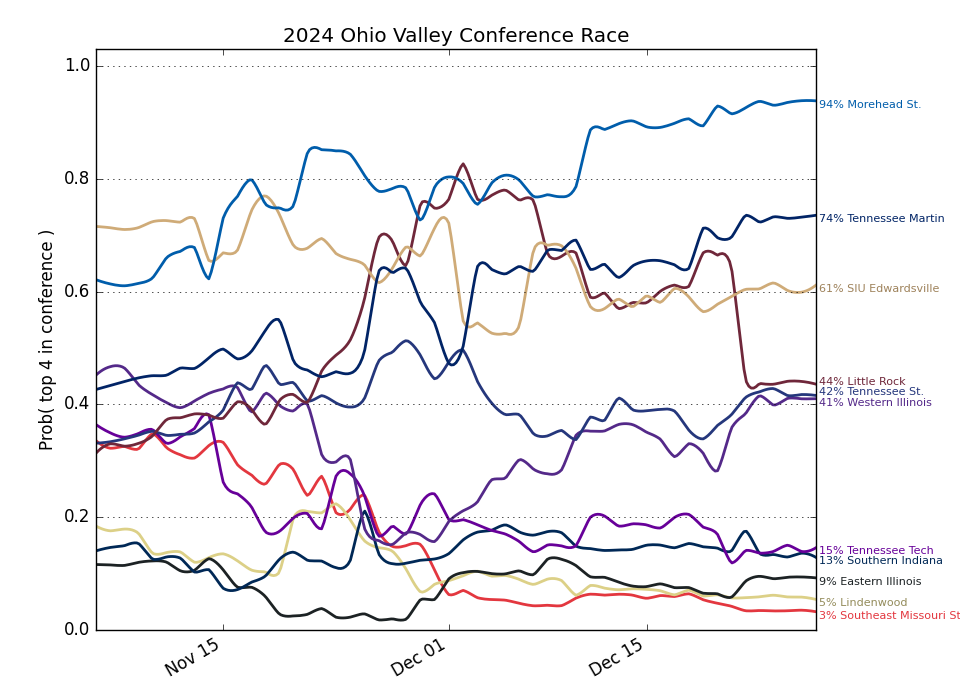 2024 Ohio Valley Conference Race
Prob( top 4 in conference )
1.0
0.8
0.6
0.4
0.2
0.0
Nov 15
Dec 01
Dec 15
94% Morehead St.
74% Tennessee Martin
61% SIU Edwardsville
44% Little Rock
42% Tennessee St.
41% Western Illinois
15% Tennessee Tech
13% Southern Indiana
9% Eastern Illinois
5% Lindenwood
3% Southeast Missouri St